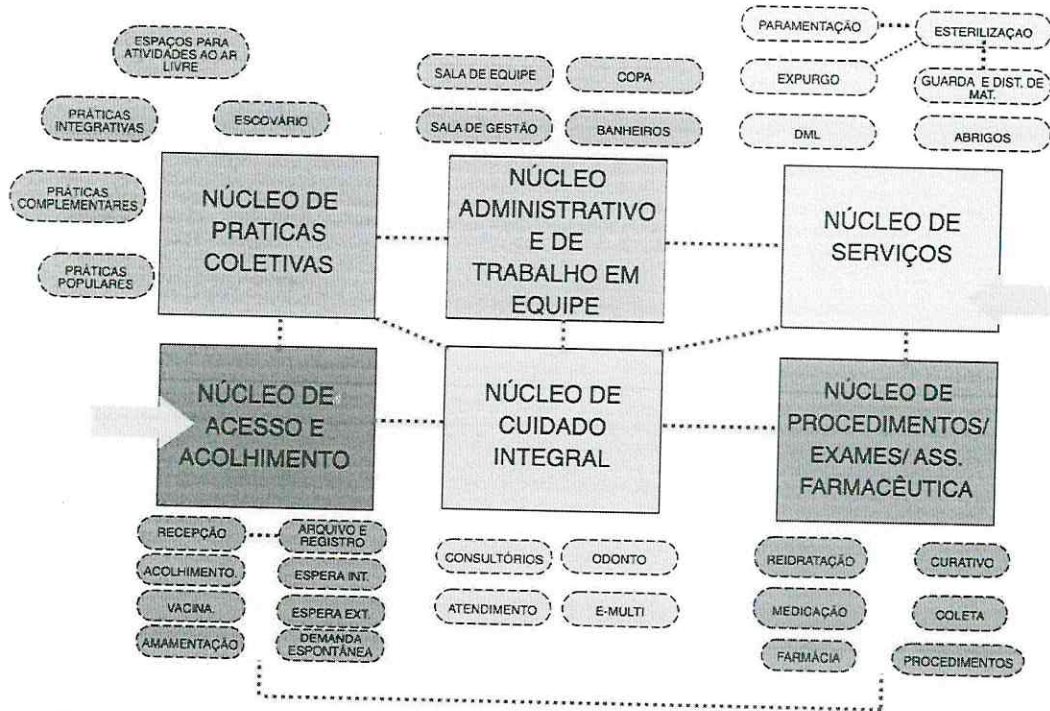 ESPAÇOS PARA
ATIVIDADES AO AR
LIVRE
PRÁTICAS
INTEGRATIVAS
ESCOVÁRIO
PRÁTICAS
COMPLEMENTARES
PRÁTICAS
POPULARES
SALA DE EQUIPE
COPA
SALA DE GESTÃO
BANHEIROS
PARAMENTAÇÃO
ESTERILIZAÇAO
EXPURGO
GUARDA E DIST. DE
MAT.
DML
ABRIGOS
NÚCLEO DE
PRATICAS
COLETIVAS
NÚCLEO
ADMINISTRATIVO
E DE
TRABALHO EM
EQUIPE
NÚCLEO DE
SERVIÇOS
NÚCLEO DE
ACESSO E
ACOLHIMENTO
NÚCLEO DE
CUIDADO
INTEGRAL
NÚCLEO DE
PROCEDIMENTOS/
EXAMES/ ASS.
FARMACÊUTICA
RECEPÇÃO
ARQUIVO E
REGISTRO
ACOLHIMENTO.
ESPERA INT.
VACINA.
ESPERA EXT.
AMAMENTAÇÃO
DEMANDA
ESPONTÂNEA
CONSULTÓRIOS
ODONTO
ATENDIMENTO
E-MULTI
REIDRATAÇÃO
CURATIVO
MEDICAÇÃO
COLETA
FARMÁCIA
PROCEDIMENTOS